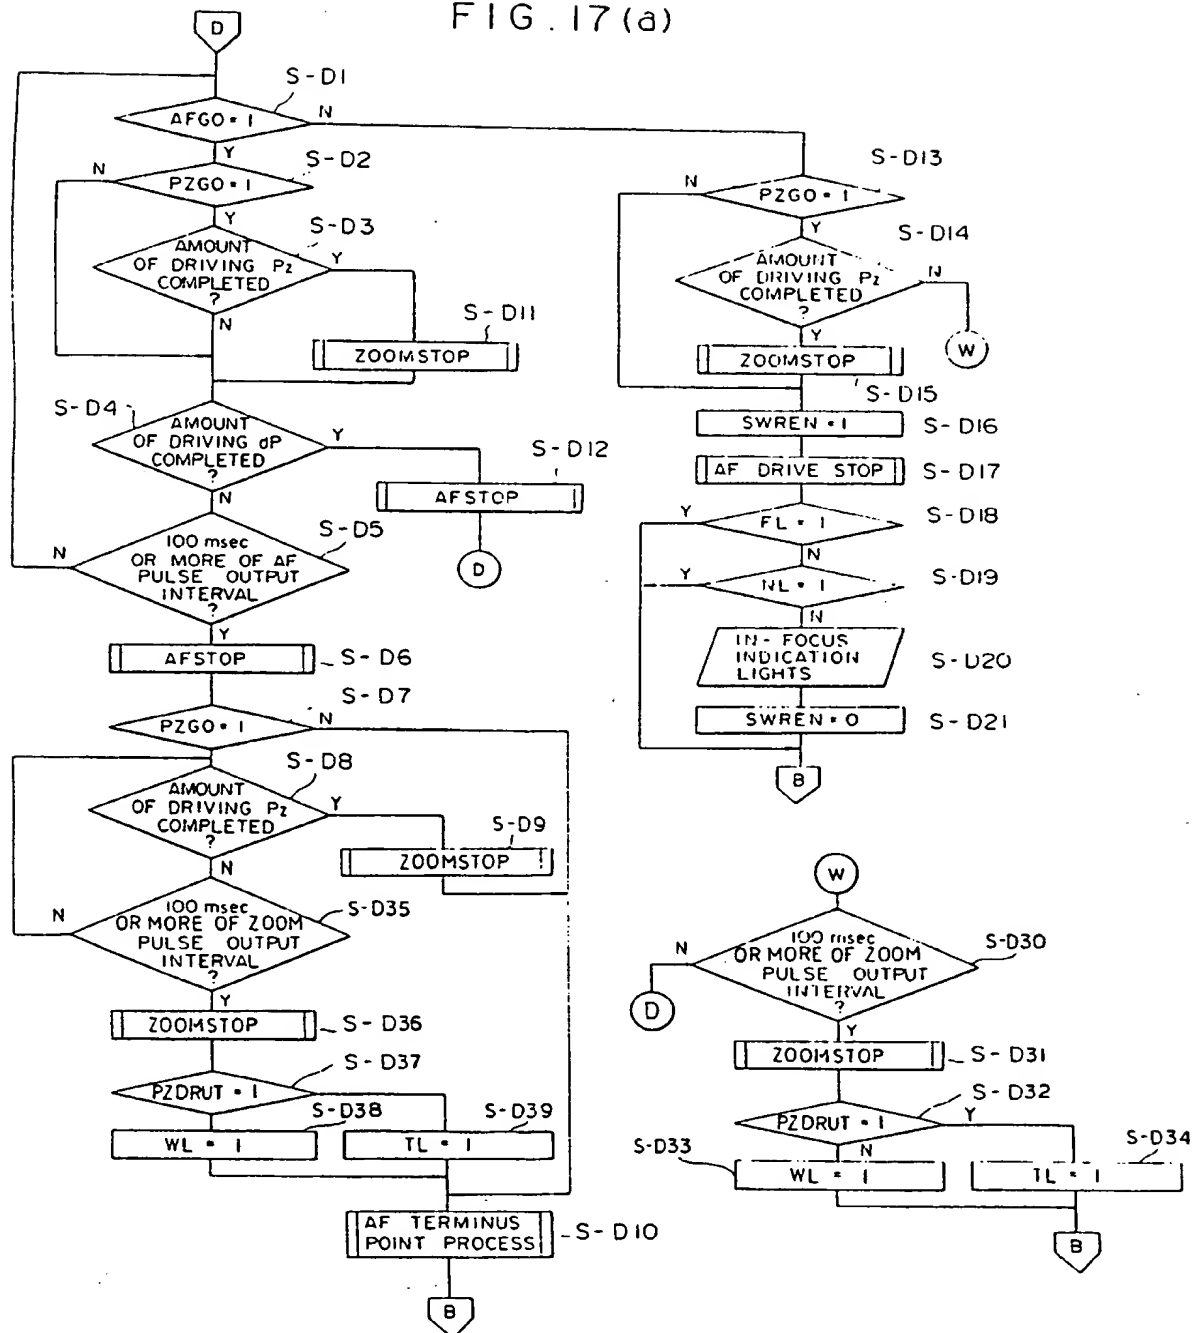 FIG. 17(a)
D
S-D1
AFGO = 1
N
Y
S-D2
N
PZGO = 1
Y
S-D3
AMOUNT
OF DRIVING Pz
COMPLETED
?
Y
N
S-D11
ZOOMSTOP
S-D4
AMOUNT
OF DRIVING dP
COMPLETED
?
Y
N
S-D12
AFSTOP
D
S-D5
100 msec
OR MORE OF AF
PULSE OUTPUT
INTERVAL
?
N
Y
AFSTOP
S-D6
S-D7
PZGO = 1
N
S-D8
AMOUNT
OF DRIVING Pz
COMPLETED
?
Y
N
S-D9
ZOOMSTOP
S-D35
100 msec
OR MORE OF ZOOM
PULSE OUTPUT
INTERVAL
?
N
Y
ZOOMSTOP
S-D36
S-D37
PZDRUT = 1
S-D38
WL = 1
S-D39
TL = 1
AF TERMINUS
POINT PROCESS
S-D10
B
S-D13
N
PZGO = 1
Y
S-D14
AMOUNT
OF DRIVING Pz
COMPLETED
?
N
W
Y
ZOOMSTOP
S-D15
SWREN = 1
S-D16
AF DRIVE STOP
S-D17
Y
FL = 1
S-D18
N
Y
NL = 1
S-D19
N
IN-FOCUS
INDICATION
LIGHTS
S-D20
SWREN = 0
S-D21
B
W
100 msec
OR MORE OF ZOOM
PULSE OUTPUT
INTERVAL
?
S-D30
N
D
Y
ZOOMSTOP
S-D31
S-D32
PZDRUT = 1
Y
N
S-D33
WL = 1
S-D34
TL = 1
B